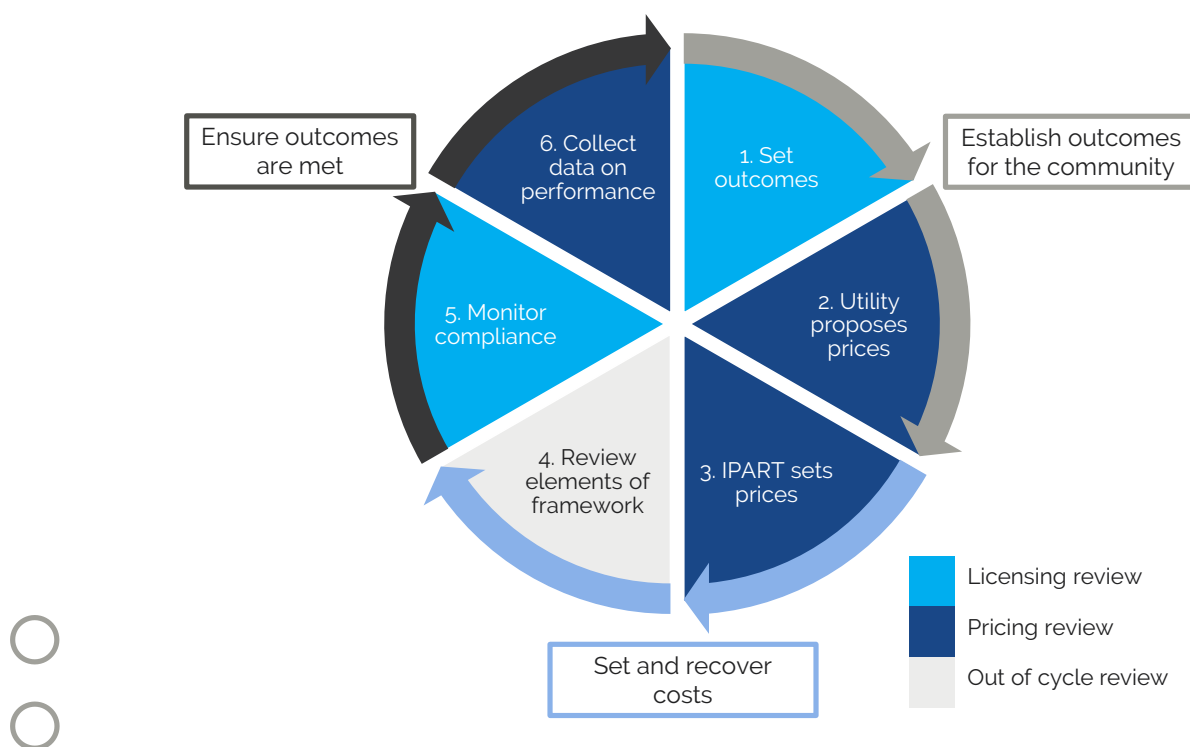 Ensure outcomes
are met
6. Collect
data on
performance
1. Set
outcomes
Establish outcomes
for the community
5. Monitor
compliance
2. Utility
proposes
prices
4. Review
elements of
framework
3. IPART sets
prices
Set and recover
costs
Licensing review
Pricing review
Out of cycle review